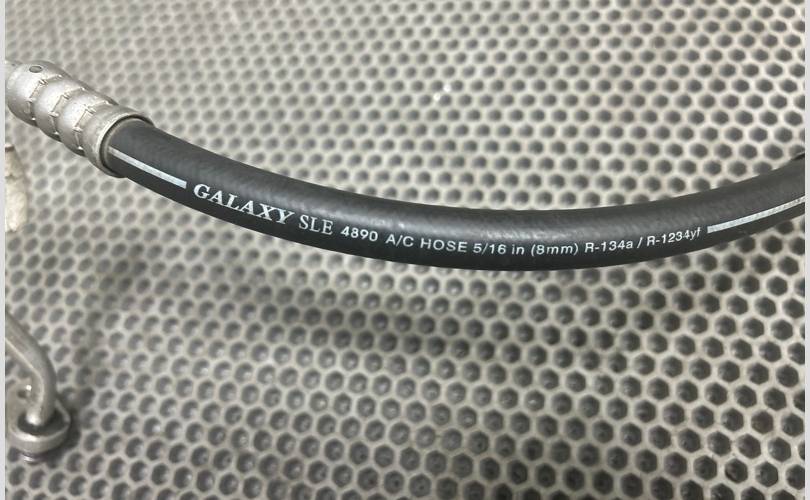 GALAXY SLE 4890 A/C HOSE 5/16 in (8mm) R-134a / R-1234yf